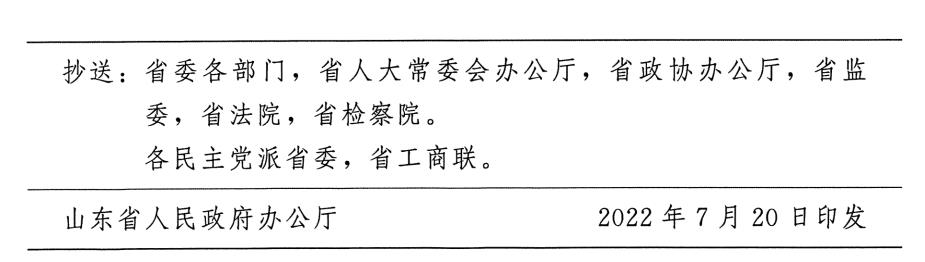 抄送：省委各部门，省人大常委会办公厅，省政协办公厅，省监
委，省法院，省检察院。
各民主党派省委，省工商联。
山东省人民政府办公厅 2022年7月20日印发